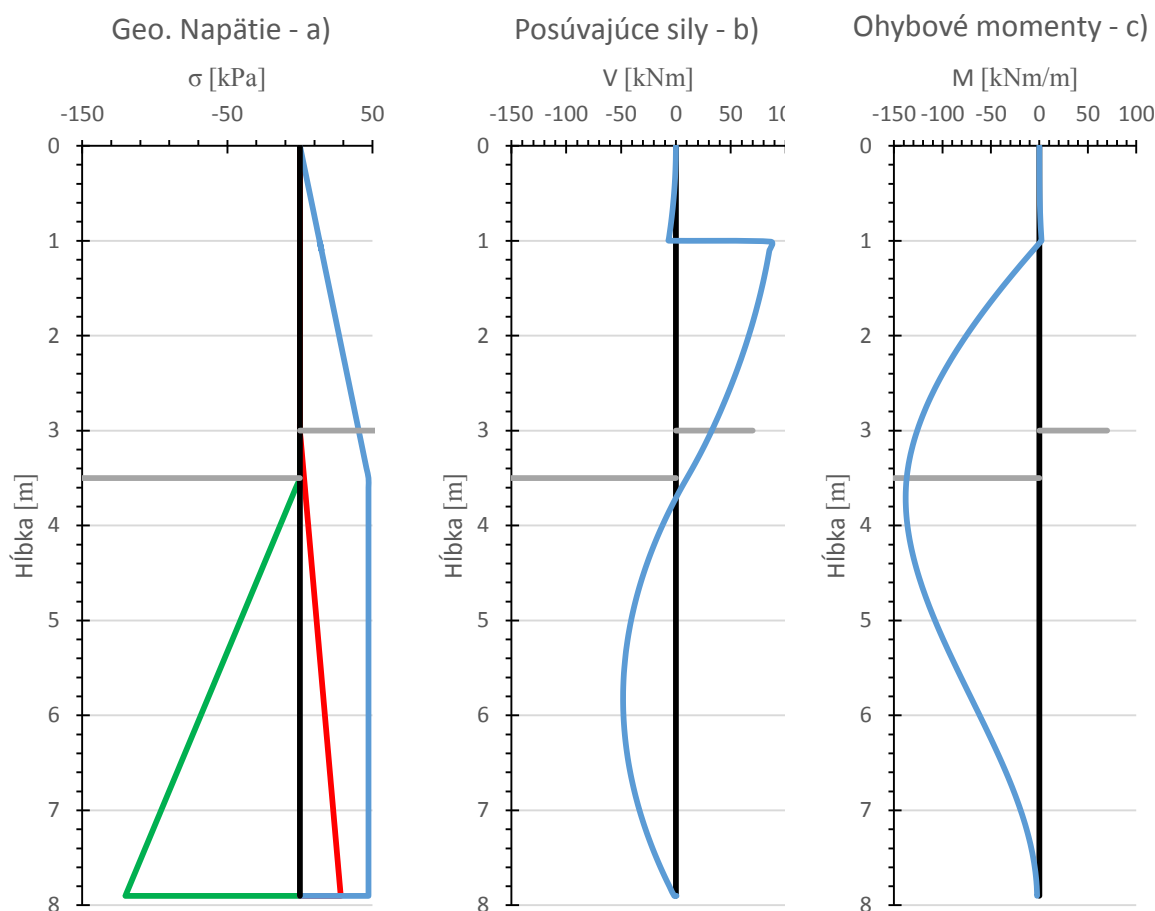 Geo. Napätie - a)
σ [kPa]
-150 -50 50
0
1
2
3
4
5
6
7
8
Hĺbka [m]
Posúvajúce sily - b)
V [kNm]
-150 -100 -50 0 50 100
0
1
2
3
4
5
6
7
8
Hĺbka [m]
Ohybové momenty - c)
M [kNm/m]
-150 -100 -50 0 50 100
0
1
2
3
4
5
6
7
8
Hĺbka [m]